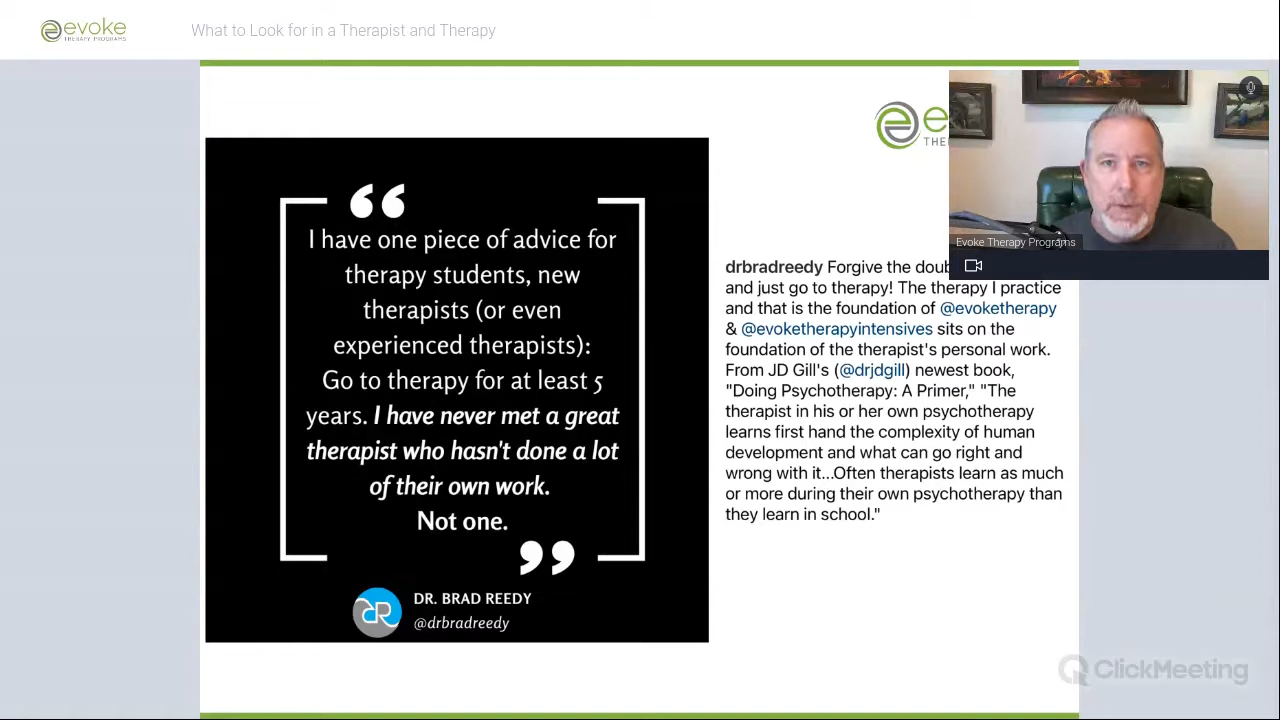 evoke
THERAPY PROGRAMS
What to Look for in a Therapist and Therapy
“
I have one piece of advice for
therapy students, new
therapists (or even
experienced therapists):
Go to therapy for at least 5
years. I have never met a great
therapist who hasn't done a lot
of their own work.
Not one.
”
DR. BRAD REEDY
@drbradreedy
Evoke Therapy Programs
drbradreedy Forgive the
and just go to therapy! The therapy I practice
and that is the foundation of @evoketherapy
& @evoketherapyintensives sits on the
foundation of the therapist's personal work.
From JD Gill's (@drjdgill) newest book,
"Doing Psychotherapy: A Primer," "The
therapist in his or her own psychotherapy
learns first hand the complexity of human
development and what can go right and
wrong with it...Often therapists learn as much
or more during their own psychotherapy than
they learn in school."
ClickMeeting